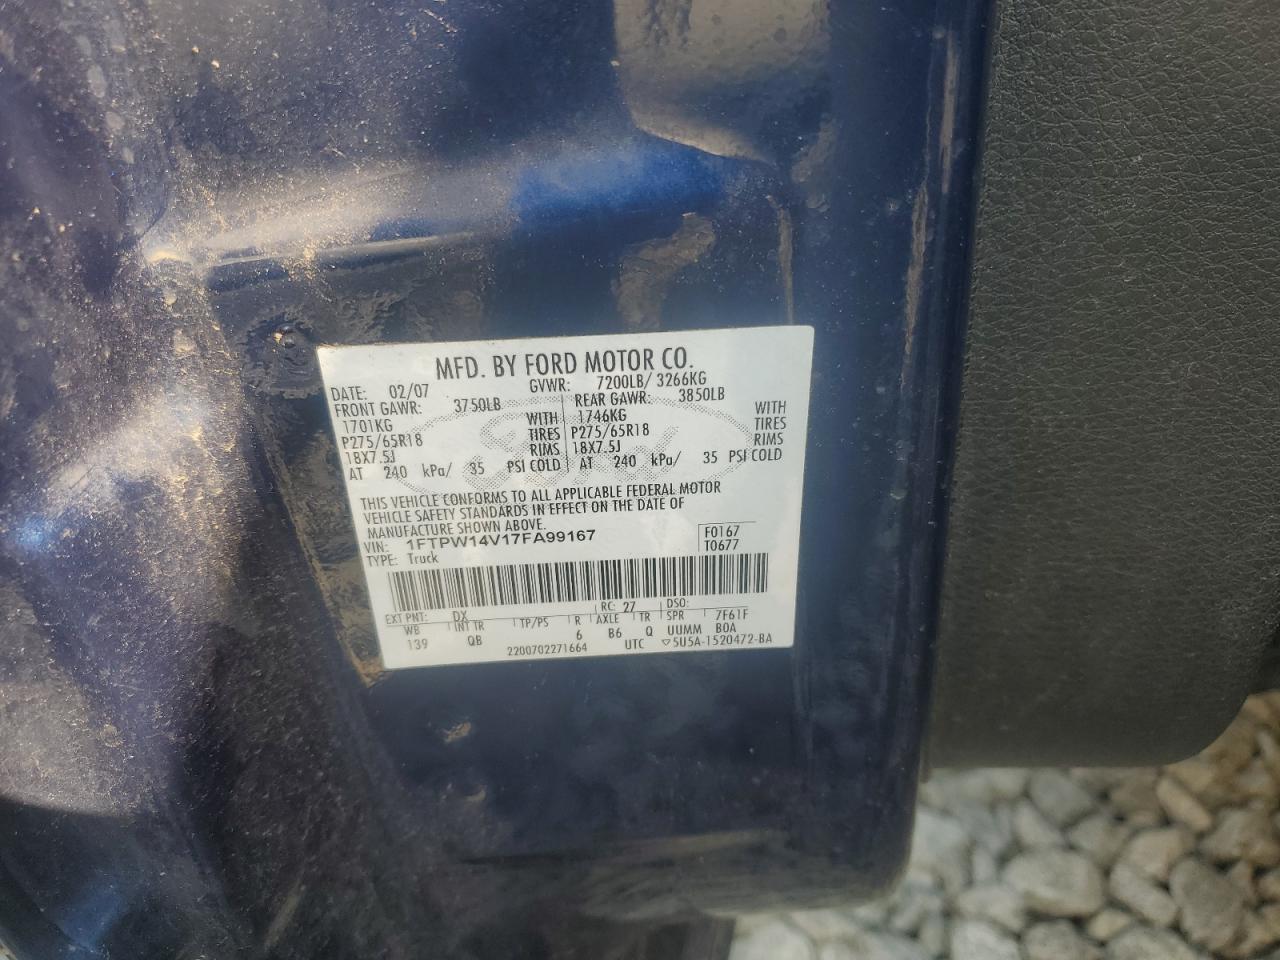 MFD. BY FORD MOTOR CO.
DATE: 02/07 GVWR: 7200LB/ 3266KG
FRONT GAWR: 3750LB REAR GAWR: 3850LB
1701KG WITH 1746KG WITH
P275/65R18 TIRES P275/65R18 TIRES
18X7.5J RIMS 18X7.5J RIMS
AT 240 kPa/ 35 PSI COLD AT 240 kPa/ 35 PSI COLD
Ford
THIS VEHICLE CONFORMS TO ALL APPLICABLE FEDERAL MOTOR
VEHICLE SAFETY STANDARDS IN EFFECT ON THE DATE OF
MANUFACTURE SHOWN ABOVE.
VIN: 1FTPW14V17FA99167 F0167
TYPE: Truck T0677
EXT PNT: DX RC: 27 DSO:
WB INT TR TP/PS R AXLE TR SPR 7F61F
139 QB 6 B6 Q UUMM BOA
2200702271664 UTC ▽5U5A-1520472-BA